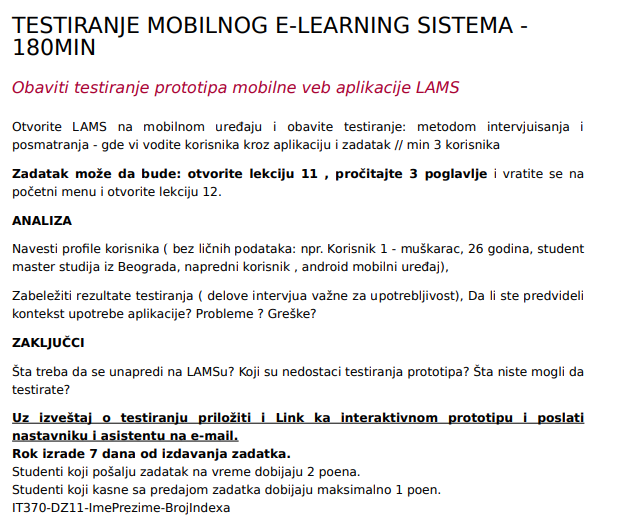 TESTIRANJE MOBILNOG E-LEARNING SISTEMA -
180MIN
Obaviti testiranje prototipa mobilne veb aplikacije LAMS
Otvorite LAMS na mobilnom uređaju i obavite testiranje: metodom intervjuisanja i
posmatranja - gde vi vodite korisnika kroz aplikaciju i zadatak // min 3 korisnika
Zadatak može da bude: otvorite lekciju 11 , pročitajte 3 poglavlje i vratite se na
početni menu i otvorite lekciju 12.
ANALIZA
Navesti profile korisnika ( bez ličnih podataka: npr. Korisnik 1 - muškarac, 26 godina, student
master studija iz Beograda, napredni korisnik , android mobilni uređaj),
Zabeležiti rezultate testiranja ( delove intervjua važne za upotrebljivost), Da li ste predvideli
kontekst upotrebe aplikacije? Probleme ? Greške?
ZAKLJUČCI
Šta treba da se unapredi na LAMSu? Koji su nedostaci testiranja prototipa? Šta niste mogli da
testirate?
Uz izveštaj o testiranju priložiti i Link ka interaktivnom prototipu i poslati
nastavniku i asistentu na e-mail.
Rok izrade 7 dana od izdavanja zadatka.
Studenti koji pošalju zadatak na vreme dobijaju 2 poena.
Studenti koji kasne sa predajom zadatka dobijaju maksimalno 1 poen.
IT370-DZ11-ImePrezime-BrojIndexa